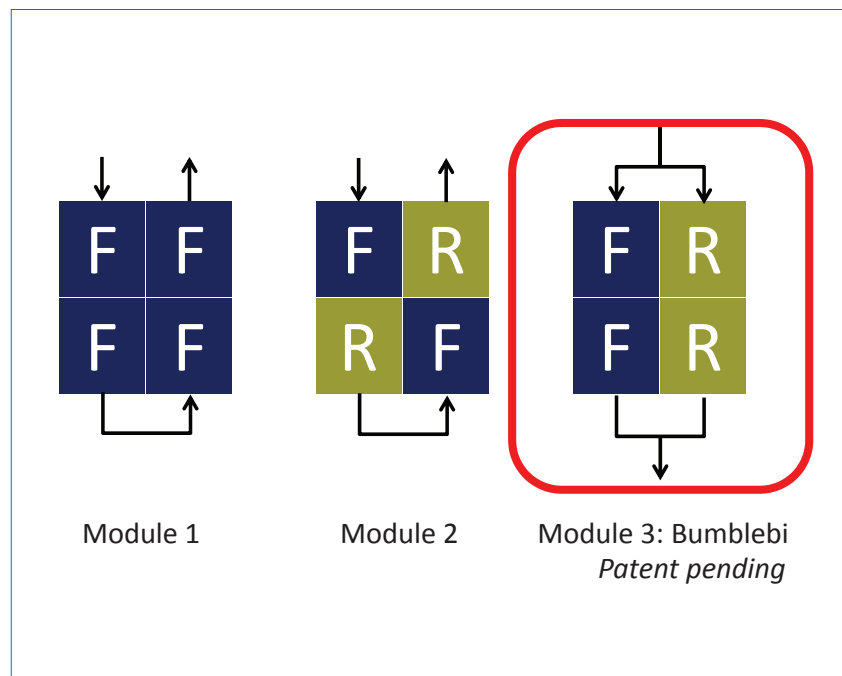 F F F R F R
F F R F F R
Module 1 Module 2 Module 3: Bumblebi
Patent pending